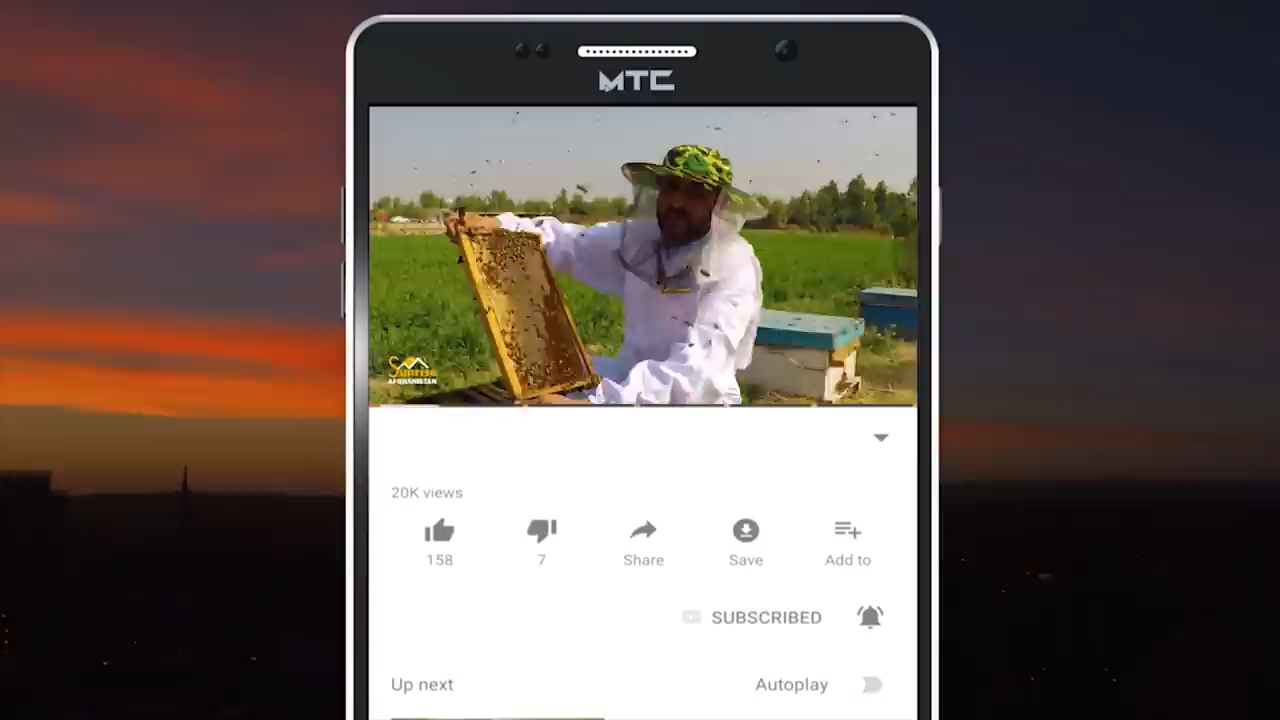 MTC
Sunrise
AFGHANISTAN
20K views
158 7 Share Save Add to
SUBSCRIBED
Up next Autoplay